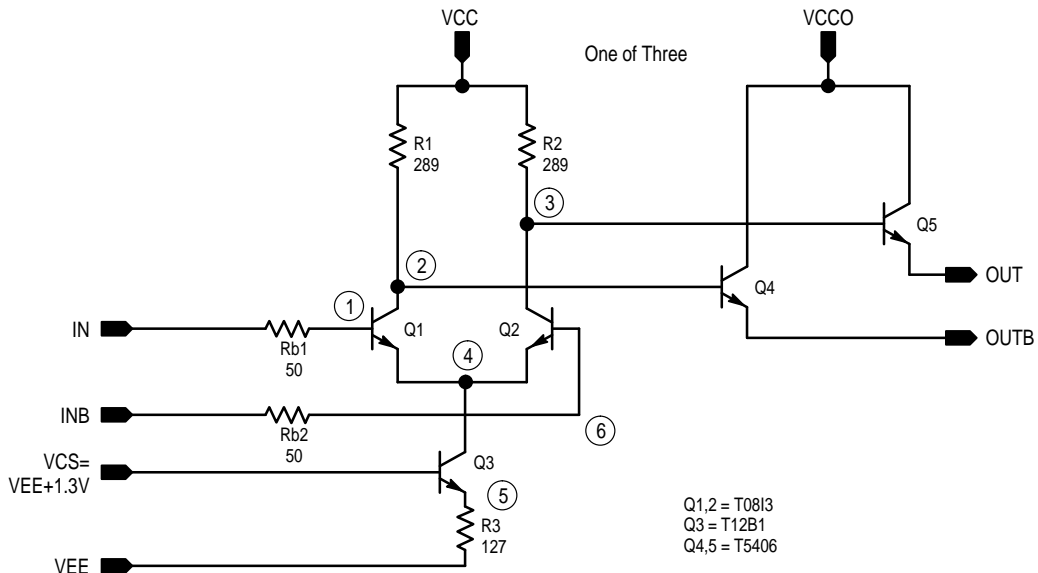 VCC
VCCO
One of Three
R1
289
R2
289
3
Q5
2
OUT
Q4
1
IN
Q1
Q2
OUTB
Rb1
50
4
INB
6
Rb2
50
VCS=
VEE+1.3V
Q3
5
R3
127
VEE
Q1,2 = T08I3
Q3 = T12B1
Q4,5 = T5406